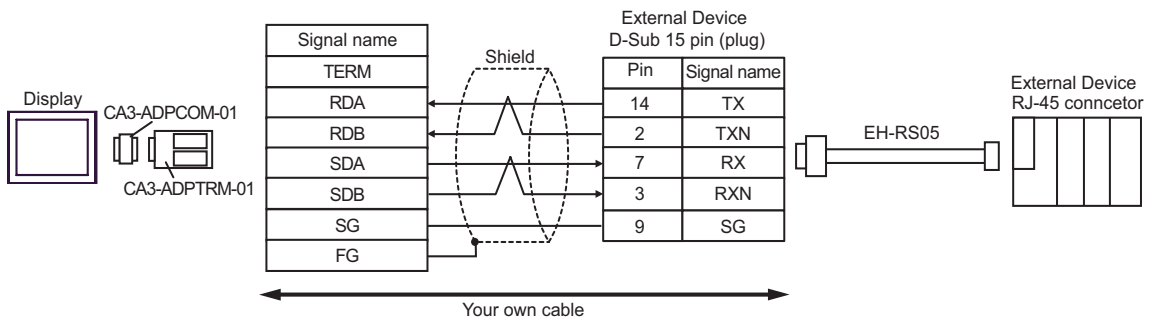 External Device
D-Sub 15 pin (plug)
Signal name
Shield
TERM
Pin Signal name
External Device
RJ-45 conncetor
Display
CA3-ADPCOM-01
RDA
14 TX
RDB
2 TXN
EH-RS05
SDA
7 RX
CA3-ADPTRM-01
SDB
3 RXN
SG
9 SG
FG
Your own cable